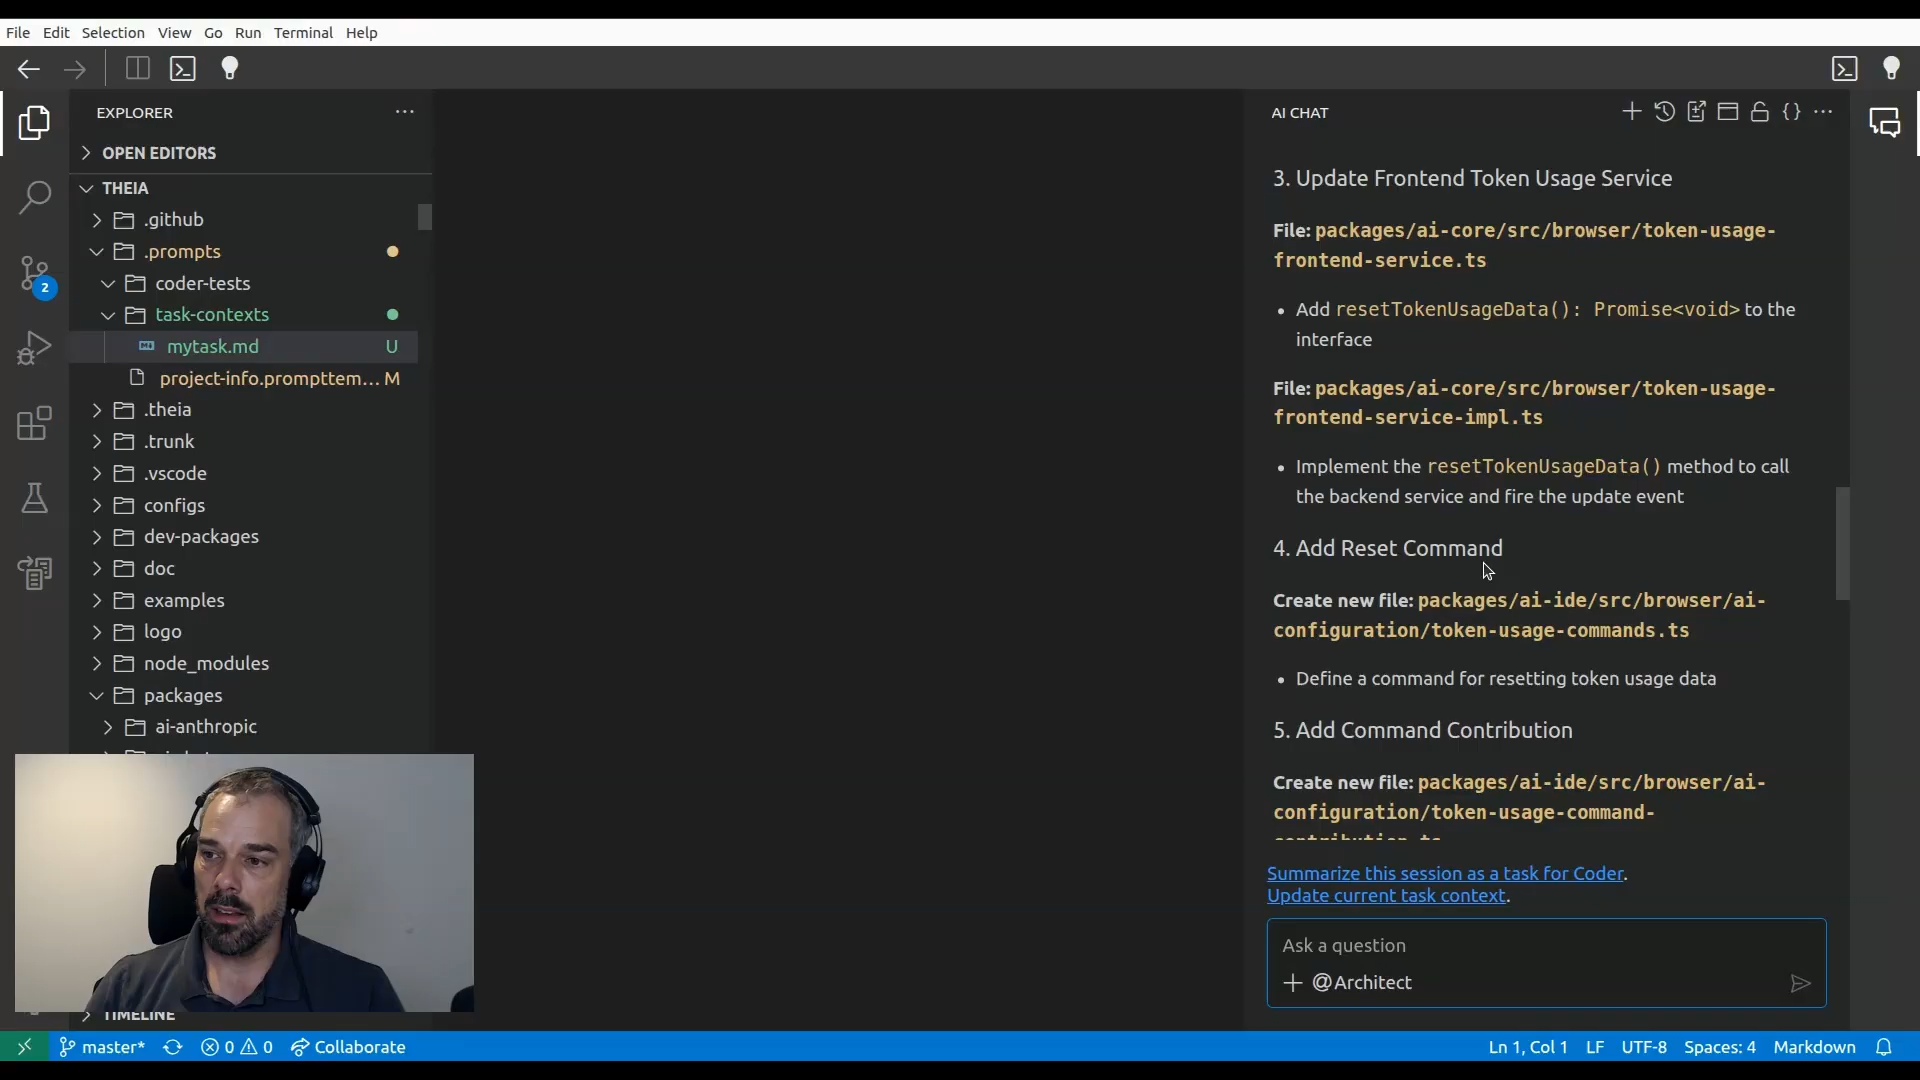 File Edit Selection View Go Run Terminal Help
EXPLORER
OPEN EDITORS
THEIA
.github
.prompts
coder-tests
task-contexts
mytask.md U
project-info.prompttem... M
.theia
.trunk
.vscode
configs
dev-packages
doc
examples
logo
node_modules
packages
ai-anthropic
TIMELINE
2
AI CHAT
3. Update Frontend Token Usage Service
File: packages/ai-core/src/browser/token-usage-
frontend-service.ts
• Add resetTokenUsageData(): Promise<void> to the
interface
File: packages/ai-core/src/browser/token-usage-
frontend-service-impl.ts
• Implement the resetTokenUsageData() method to call
the backend service and fire the update event
4. Add Reset Command
Create new file: packages/ai-ide/src/browser/ai-
configuration/token-usage-commands.ts
• Define a command for resetting token usage data
5. Add Command Contribution
Create new file: packages/ai-ide/src/browser/ai-
configuration/token-usage-command-
contribution.ts
Summarize this session as a task for Coder.
Update current task context.
Ask a question
@Architect
master* 0 0 Collaborate
Ln 1, Col 1 LF UTF-8 Spaces: 4 Markdown